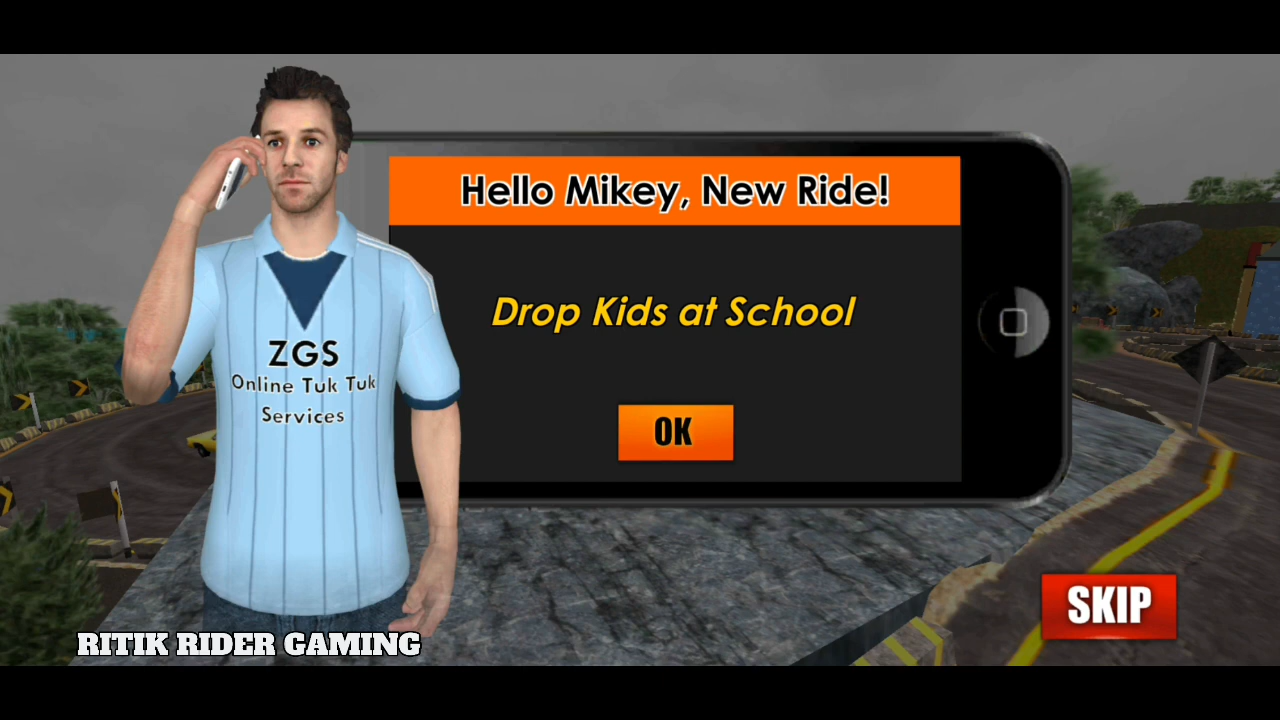 Hello Mikey, New Ride!
Drop Kids at School
ZGS
Online Tuk Tuk
Services
OK
SKIP
RITIK RIDER GAMING